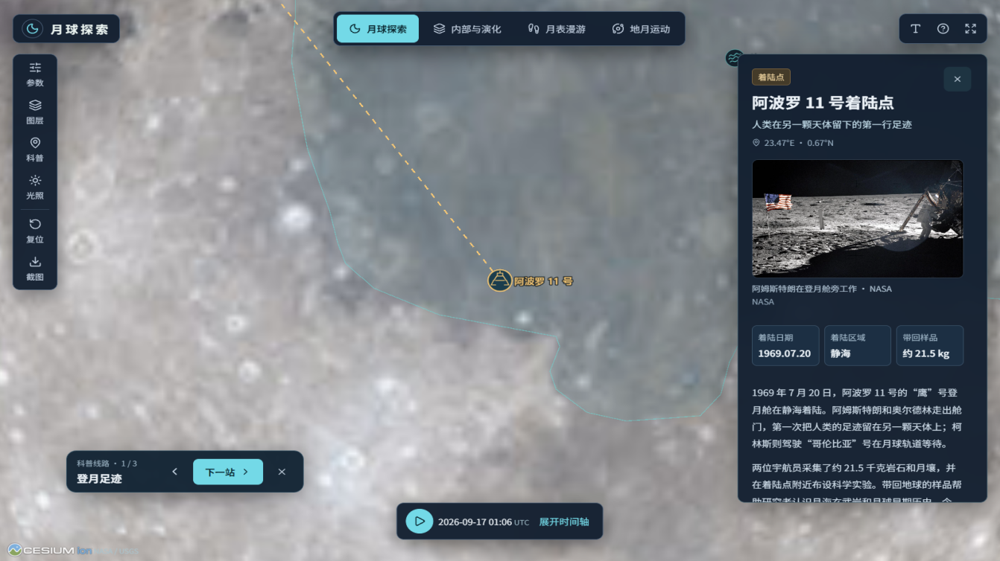 月球探索
月球探索
内部与演化
月表漫游
地月运动
参数
图层
科普
光照
复位
截图
着陆点
阿波罗 11 号着陆点
人类在另一颗天体留下的第一行足迹
23.47°E · 0.67°N
阿姆斯特朗在登月舱旁工作 · NASA
NASA
着陆日期
1969.07.20
着陆区域
静海
带回样品
约 21.5 kg
1969 年 7 月 20 日，阿波罗 11 号的“鹰”号登
月舱在静海着陆。阿姆斯特朗和奥尔德林走出舱
门，第一次把人类的足迹留在另一颗天体上；柯
林斯则驾驶“哥伦比亚”号在月球轨道等待。
两位宇航员采集了约 21.5 千克岩石和月壤，并
在着陆点附近布设科学实验。带回地球的样品帮
阿波罗 11 号
科普线路 · 1 / 3
登月足迹
下一站
2026-09-17 01:06 UTC
展开时间轴
CESIUM ion